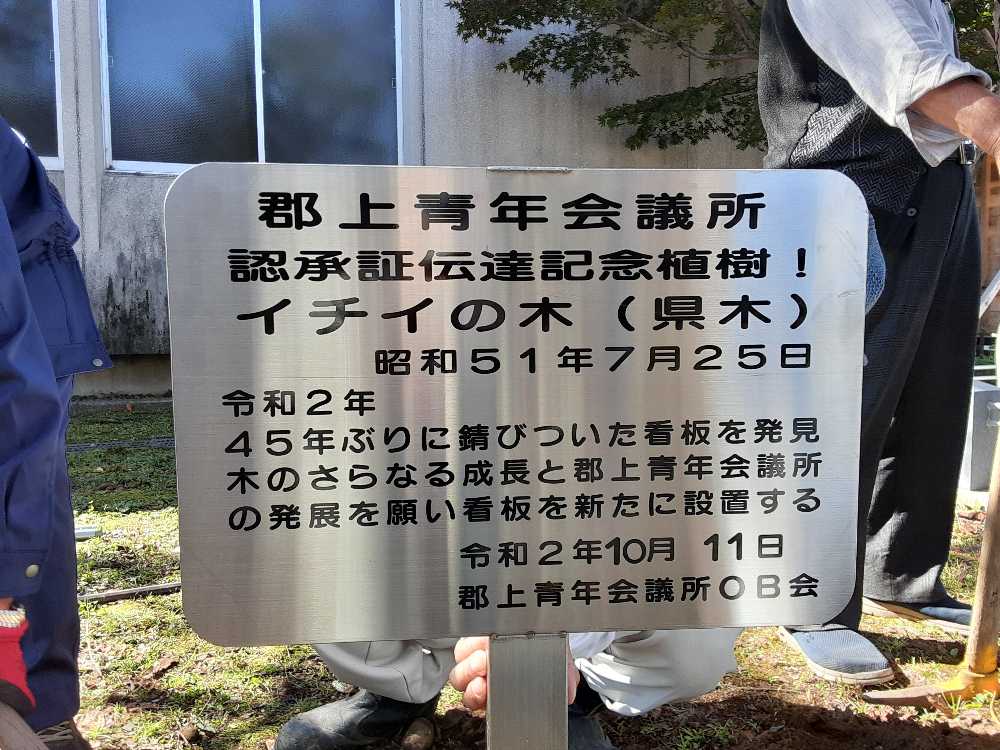 郡上青年会議所
認承証伝達記念植樹！
イチイの木（県木）
昭和５１年７月２５日
令和２年
４５年ぶりに錆びついた看板を発見
木のさらなる成長と郡上青年会議所
の発展を願い看板を新たに設置する
令和２年10月 11日
郡上青年会議所ＯＢ会